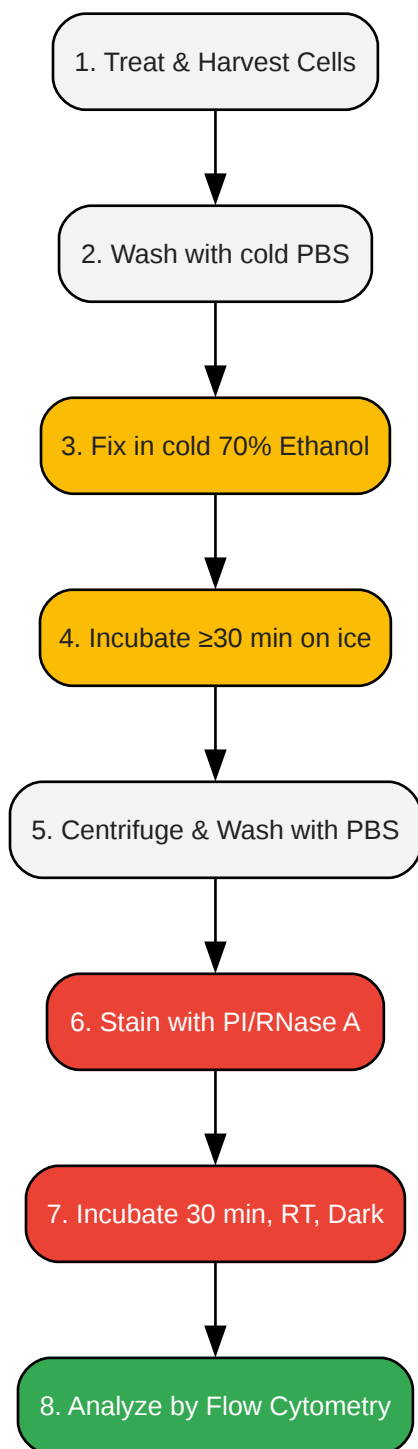 1. Treat & Harvest Cells
2. Wash with cold PBS
3. Fix in cold 70% Ethanol
4. Incubate ≥30 min on ice
5. Centrifuge & Wash with PBS
6. Stain with PI/RNase A
7. Incubate 30 min, RT, Dark
8. Analyze by Flow Cytometry